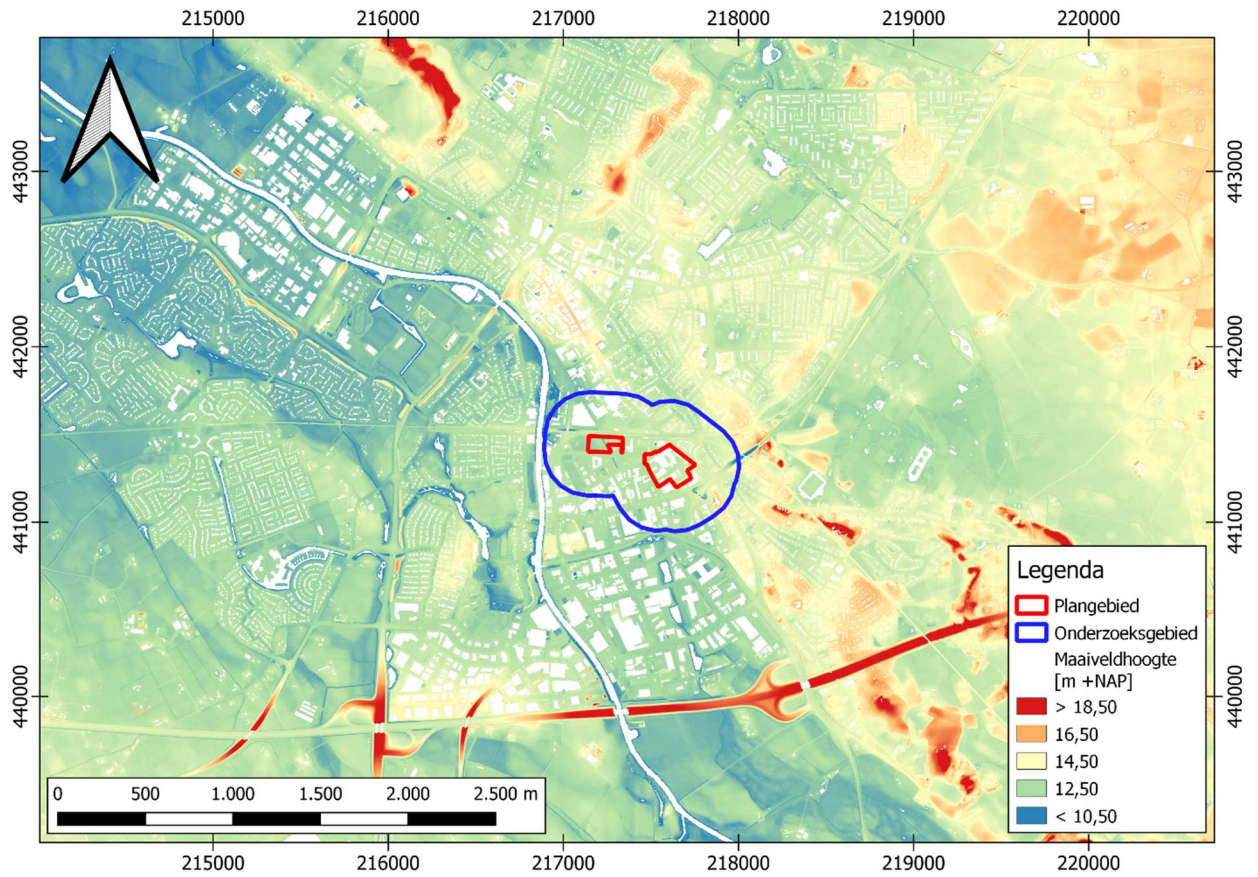 215000 216000 217000 218000 219000 220000
443000 443000
442000 442000
441000 441000
440000 440000
Legenda
Plangebied
Onderzoeksgebied
Maaiveldhoogte
[m +NAP]
> 18,50
16,50
14,50
12,50
< 10,50
0 500 1.000 1.500 2.000 2.500 m
215000 216000 217000 218000 219000 220000